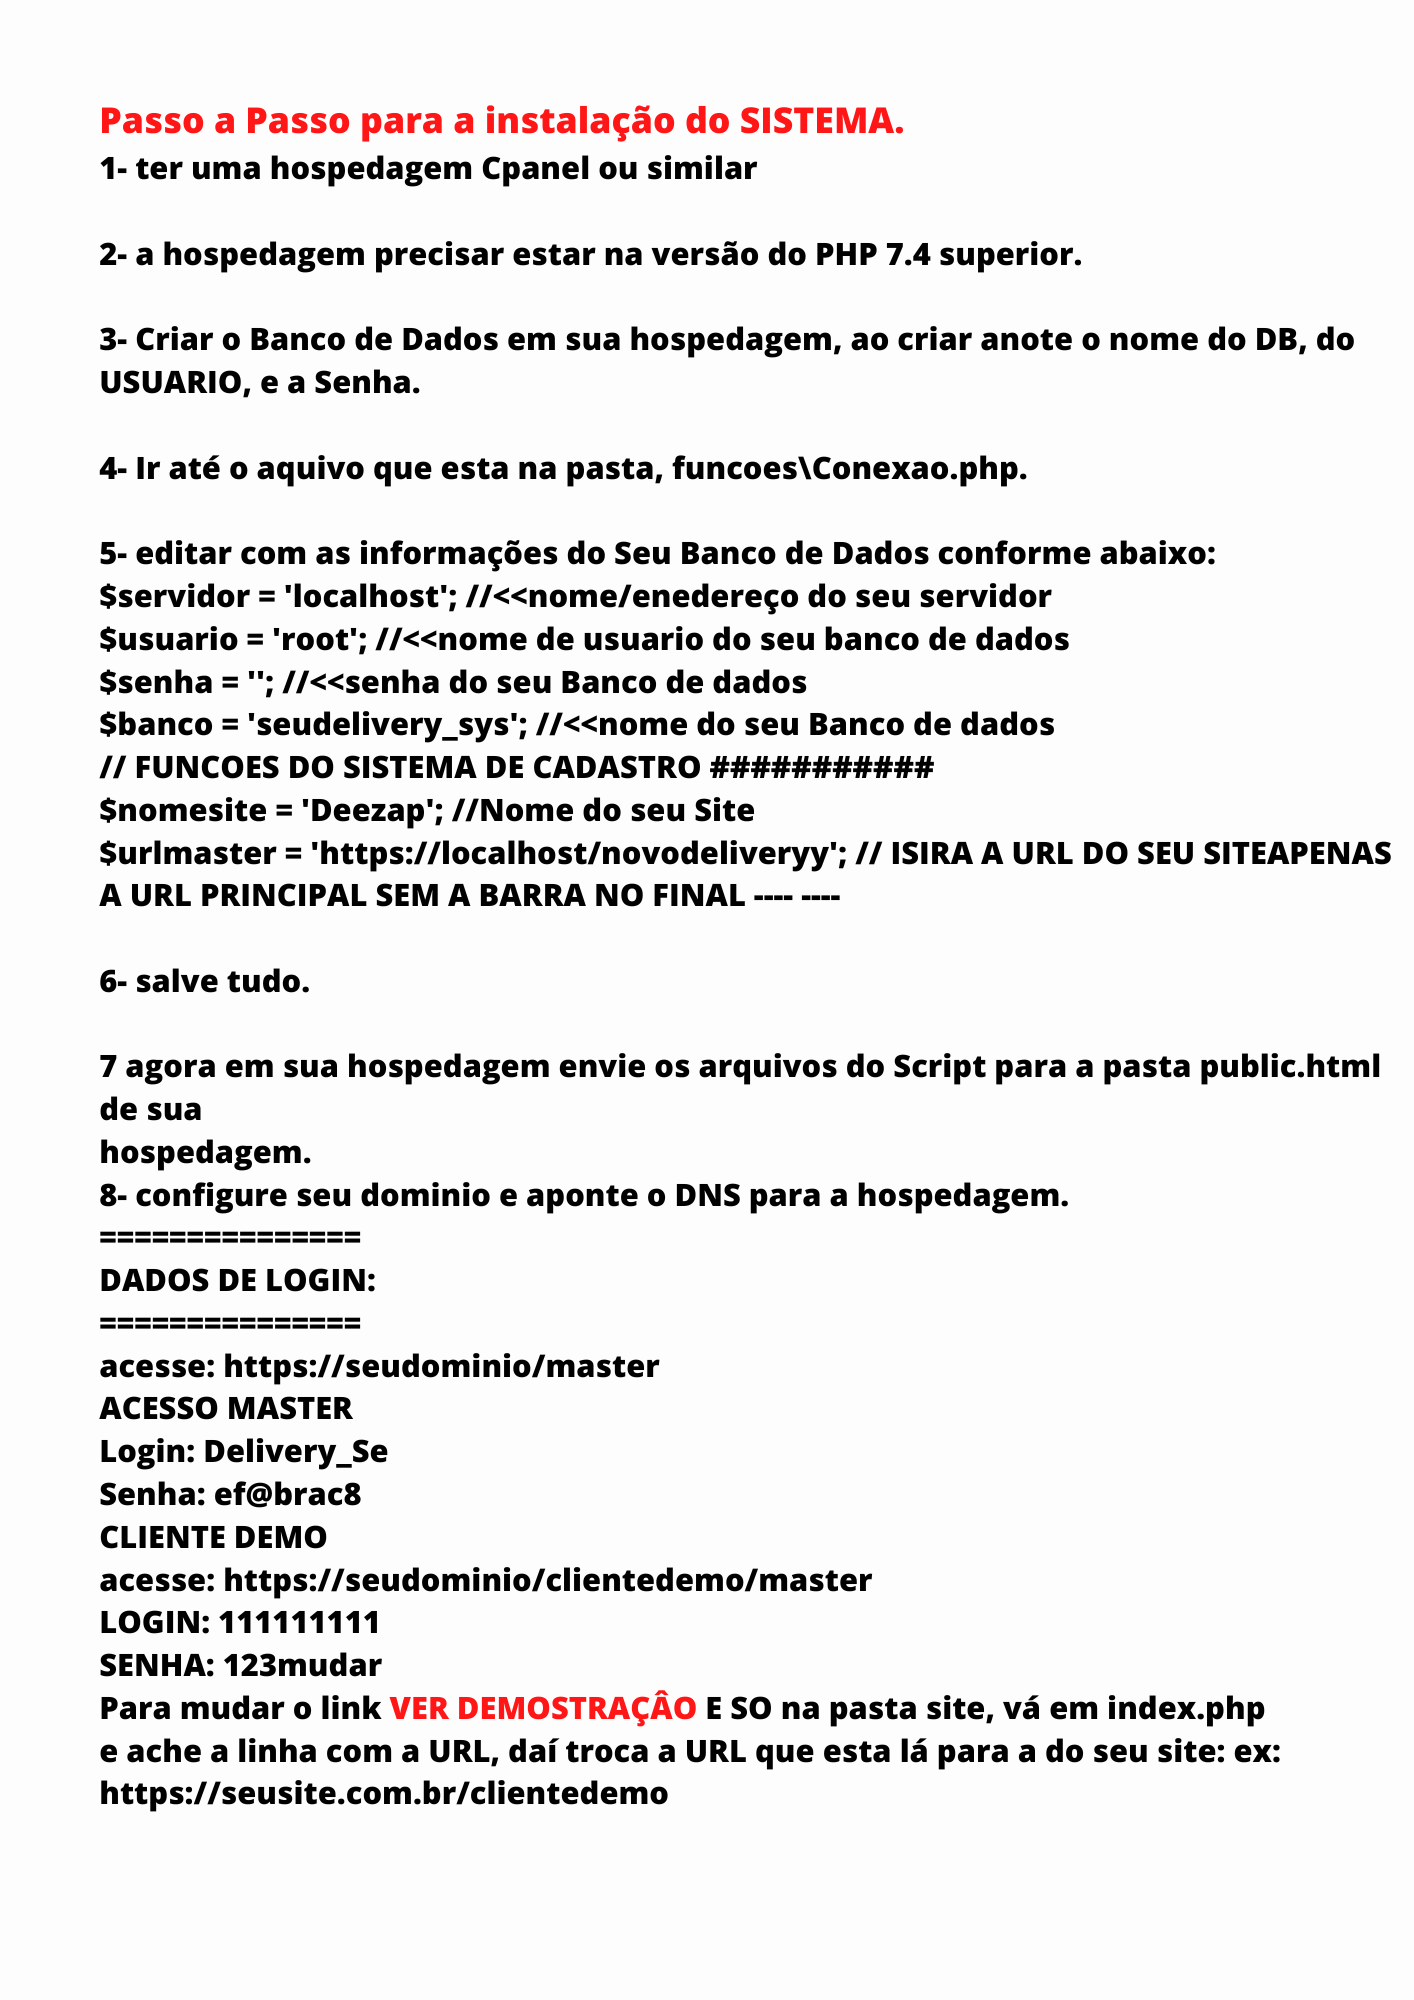 Passo a Passo para a instalação do SISTEMA.
1- ter uma hospedagem Cpanel ou similar
2- a hospedagem precisar estar na versão do PHP 7.4 superior.
3- Criar o Banco de Dados em sua hospedagem, ao criar anote o nome do DB, do
USUARIO, e a Senha.
4- Ir até o aquivo que esta na pasta, funcoes\Conexao.php.
5- editar com as informações do Seu Banco de Dados conforme abaixo:
$servidor = 'localhost'; //<<nome/enedereço do seu servidor
$usuario = 'root'; //<<nome de usuario do seu banco de dados
$senha = ''; //<<senha do seu Banco de dados
$banco = 'seudelivery_sys'; //<<nome do seu Banco de dados
// FUNCOES DO SISTEMA DE CADASTRO ###########
$nomesite = 'Deezap'; //Nome do seu Site
$urlmaster = 'https://localhost/novodeliveryy'; // ISIRA A URL DO SEU SITEAPENAS
A URL PRINCIPAL SEM A BARRA NO FINAL ---- ----
6- salve tudo.
7 agora em sua hospedagem envie os arquivos do Script para a pasta public.html
de sua
hospedagem.
8- configure seu dominio e aponte o DNS para a hospedagem.
===============
DADOS DE LOGIN:
===============
acesse: https://seudominio/master
ACESSO MASTER
Login: Delivery_Se
Senha: ef@brac8
CLIENTE DEMO
acesse: https://seudominio/clientedemo/master
LOGIN: 111111111
SENHA: 123mudar
Para mudar o link VER DEMOSTRAÇÂO E SO na pasta site, vá em index.php
e ache a linha com a URL, daí troca a URL que esta lá para a do seu site: ex:
https://seusite.com.br/clientedemo